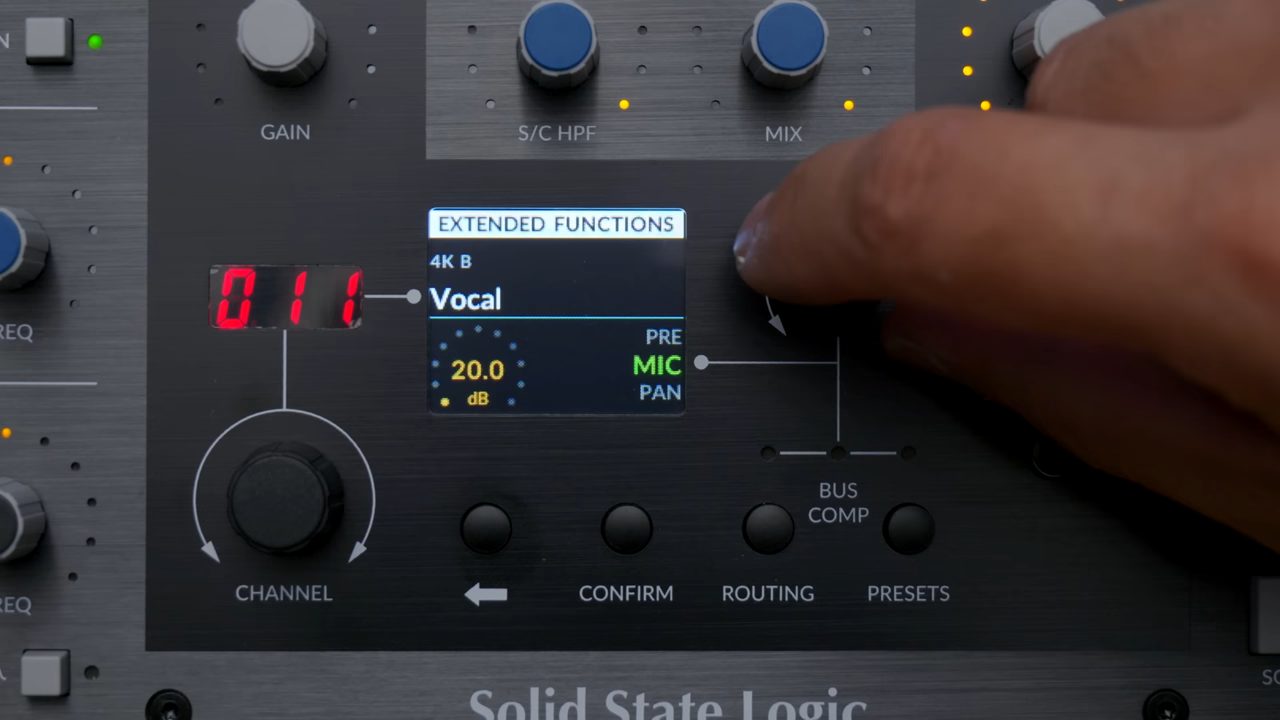 N
GAIN
S/C HPF
MIX
EXTENDED FUNCTIONS
4K B
Vocal
011
20.0
dB
PRE
MIC
PAN
REQ
BUS
COMP
CHANNEL
CONFIRM
ROUTING
PRESETS
REQ
Solid State Logic